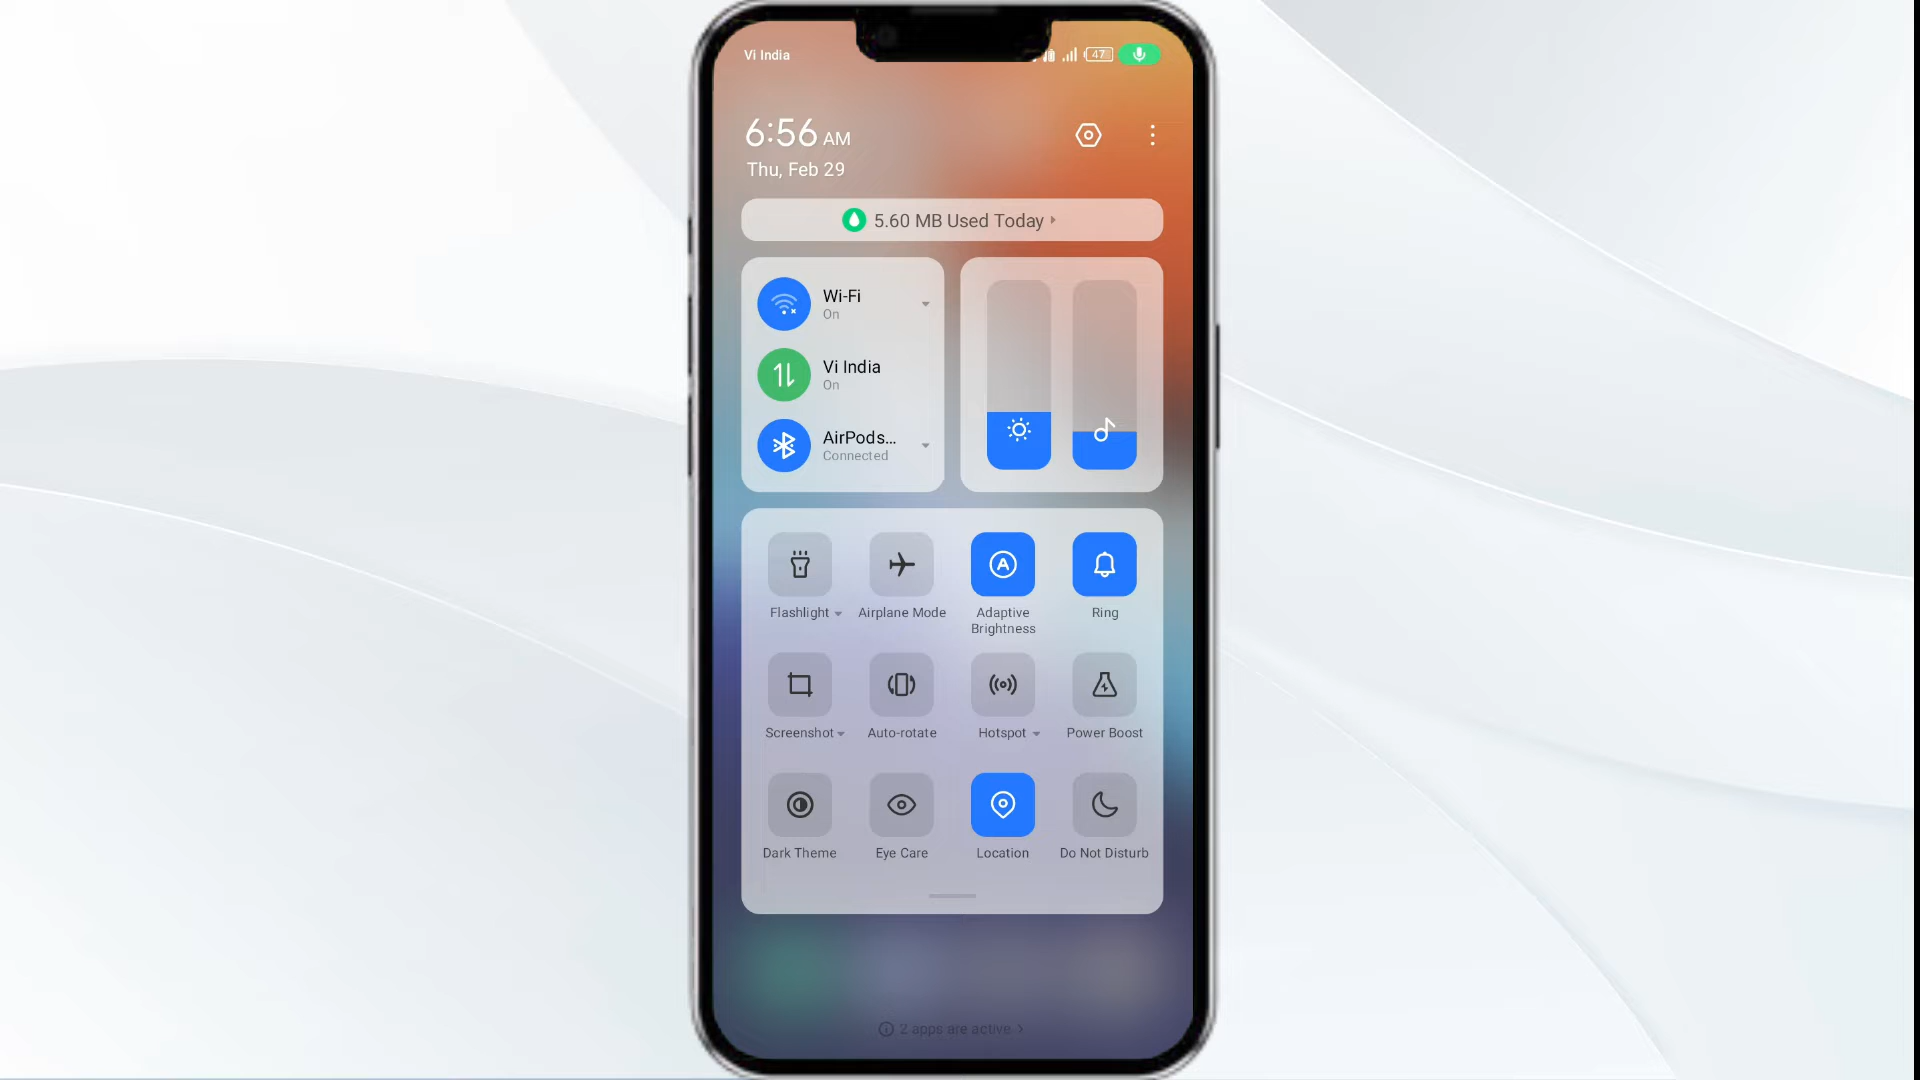 Vi India
47
6:56 AM
Thu, Feb 29
5.60 MB Used Today
Wi-Fi
On
Vi India
On
AirPods...
Connected
Flashlight
Airplane Mode
Adaptive
Brightness
Ring
Screenshot
Auto-rotate
Hotspot
Power Boost
Dark Theme
Eye Care
Location
Do Not Disturb
2 apps are active